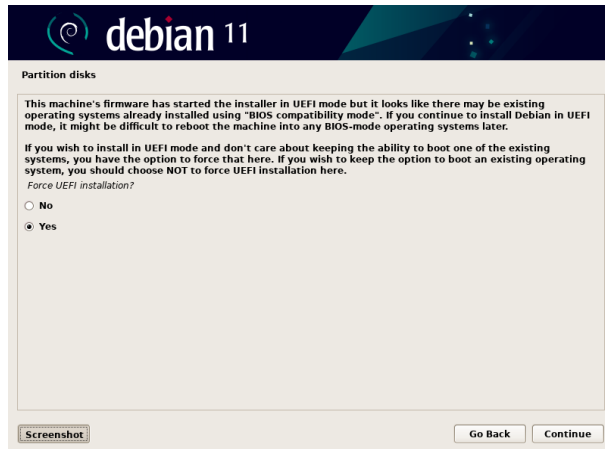 debian 11
Partition disks
This machine's firmware has started the installer in UEFI mode but it looks like there may be existing
operating systems already installed using "BIOS compatibility mode". If you continue to install Debian in UEFI
mode, it might be difficult to reboot the machine into any BIOS-mode operating systems later.
If you wish to install in UEFI mode and don't care about keeping the ability to boot one of the existing
systems, you have the option to force that here. If you wish to keep the option to boot an existing operating
system, you should choose NOT to force UEFI installation here.
Force UEFI installation?
No
Yes
Screenshot
Go Back
Continue